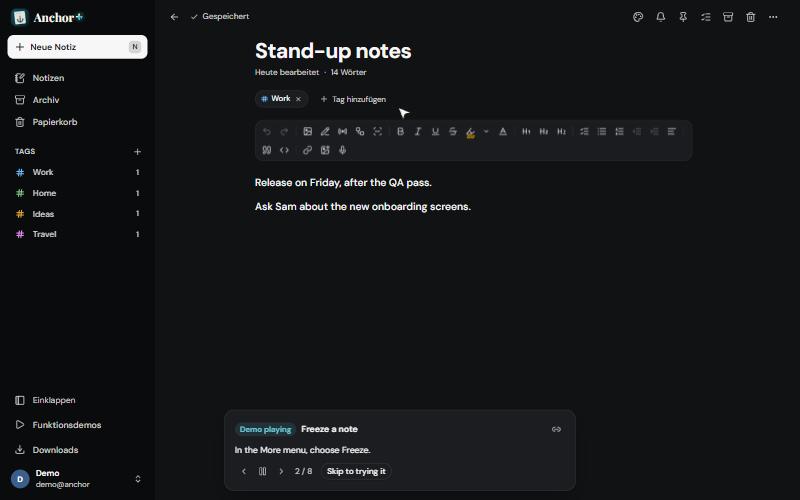 Anchor+
Gespeichert
Neue Notiz
N
Notizen
Archiv
Papierkorb
TAGS
Work 1
Home 1
Ideas 1
Travel 1
Einklappen
Funktionsdemos
Downloads
D
Demo
demo@anchor
Stand-up notes
Heute bearbeitet · 14 Wörter
# Work ×
+ Tag hinzufügen
B I U S A H1 H2 H3
Release on Friday, after the QA pass.
Ask Sam about the new onboarding screens.
Demo playing Freeze a note
In the More menu, choose Freeze.
2 / 8 Skip to trying it